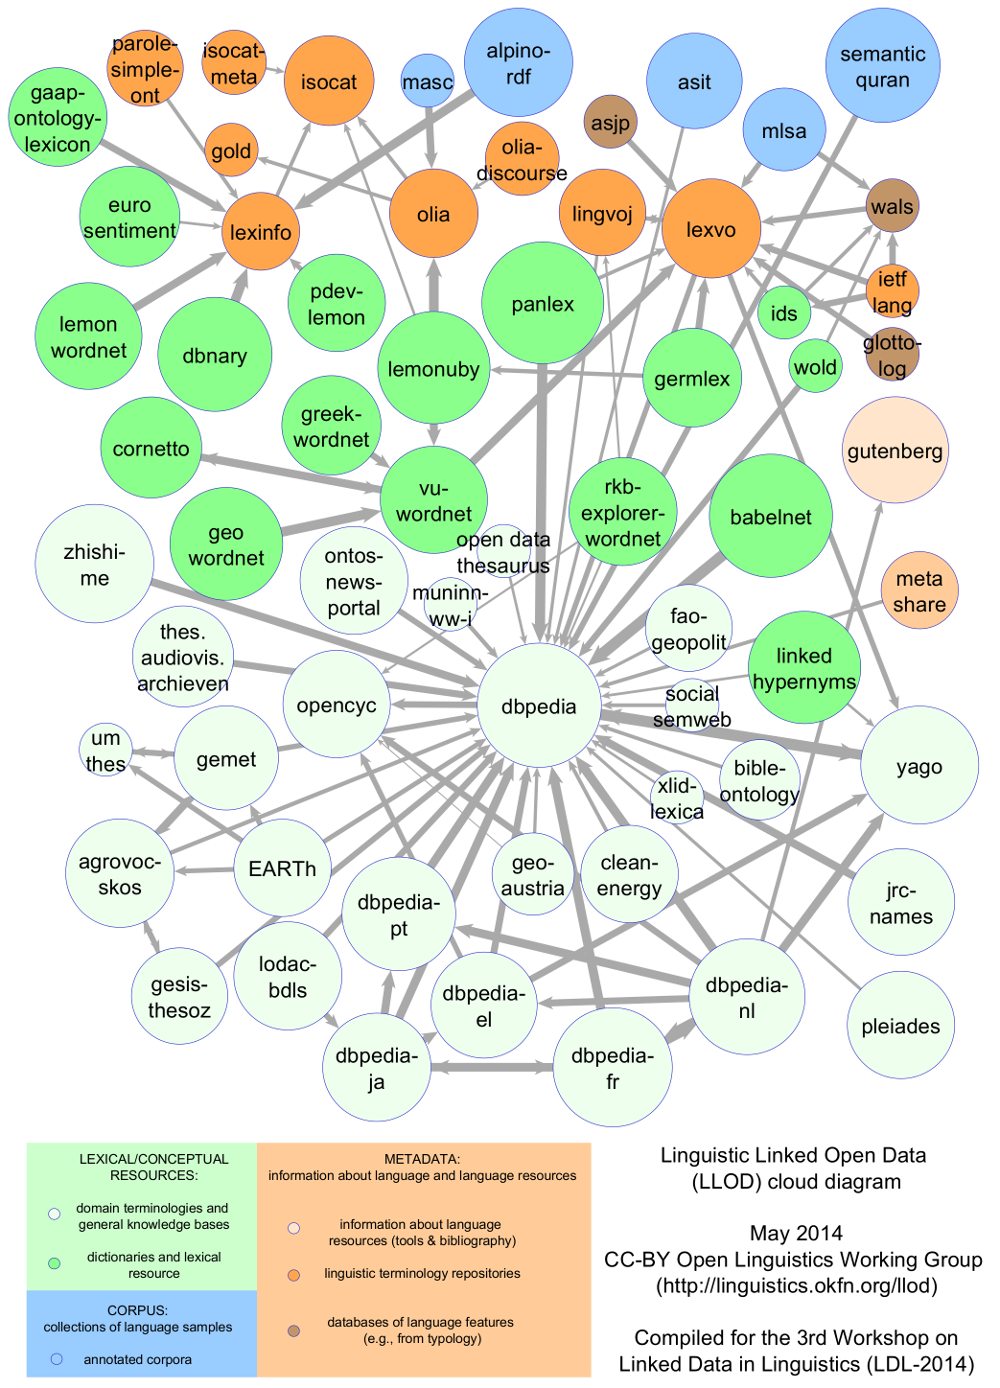 parole-
simple-
ont
isocat-
meta
isocat
masc
alpino-
rdf
asit
semantic
quran
gaap-
ontology-
lexicon
gold
olia-
discourse
asjp
mlsa
euro
sentiment
lexinfo
olia
lingvoj
lexvo
wals
lemon
wordnet
dbnary
pdev-
lemon
panlex
ids
ietf
lang
lemonuby
germlex
wold
glotto-
log
cornetto
greek-
wordnet
gutenberg
vu-
wordnet
rkb-
explorer-
wordnet
babelnet
geo
wordnet
zhishi-
me
ontos-
news-
portal
open data
thesaurus
muninn-
ww-i
meta
share
thes.
audiovis.
archieven
fao-
geopolit
linked
hypernyms
opencyc
dbpedia
social
semweb
um
thes
gemet
yago
xlid-
lexica
bible-
ontology
agrovoc-
skos
EARTh
geo-
austria
clean-
energy
dbpedia-
pt
jrc-
names
gesis-
thesoz
lodac-
bdls
dbpedia-
el
dbpedia-
nl
pleiades
dbpedia-
ja
dbpedia-
fr
LEXICAL/CONCEPTUAL
RESOURCES:
domain terminologies and
general knowledge bases
dictionaries and lexical
resource
CORPUS:
collections of language samples
annotated corpora
METADATA:
information about language and language resources
information about language
resources (tools & bibliography)
linguistic terminology repositories
databases of language features
(e.g., from typology)
Linguistic Linked Open Data
(LLOD) cloud diagram
May 2014
CC-BY Open Linguistics Working Group
(http://linguistics.okfn.org/llod)
Compiled for the 3rd Workshop on
Linked Data in Linguistics (LDL-2014)